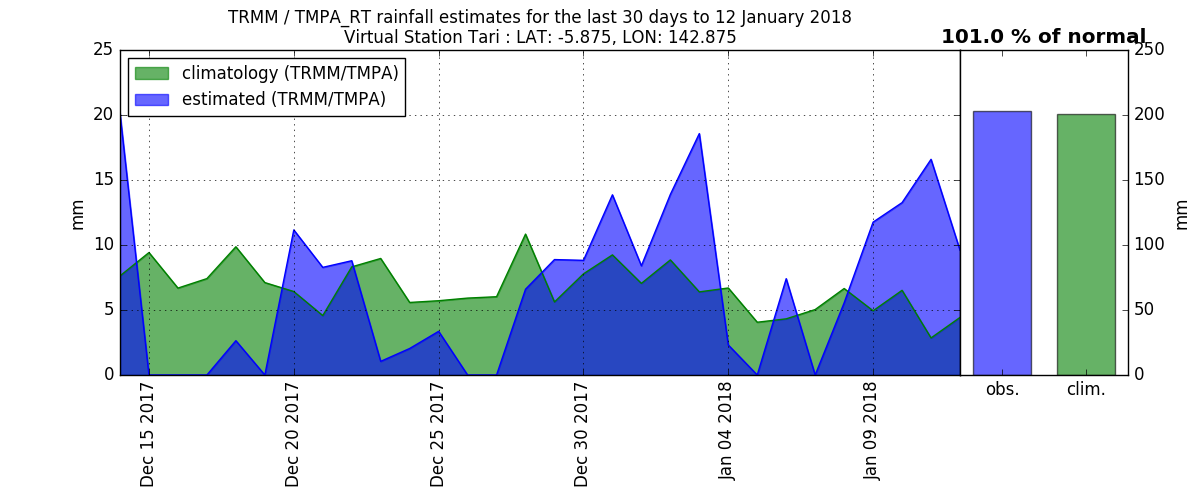 TRMM / TMPA_RT rainfall estimates for the last 30 days to 12 January 2018
Virtual Station Tari : LAT: -5.875, LON: 142.875
101.0 % of normal
climatology (TRMM/TMPA)
estimated (TRMM/TMPA)
25
20
15
10
5
0
mm
250
200
150
100
50
0
mm
Dec 15 2017
Dec 20 2017
Dec 25 2017
Dec 30 2017
Jan 04 2018
Jan 09 2018
obs.
clim.